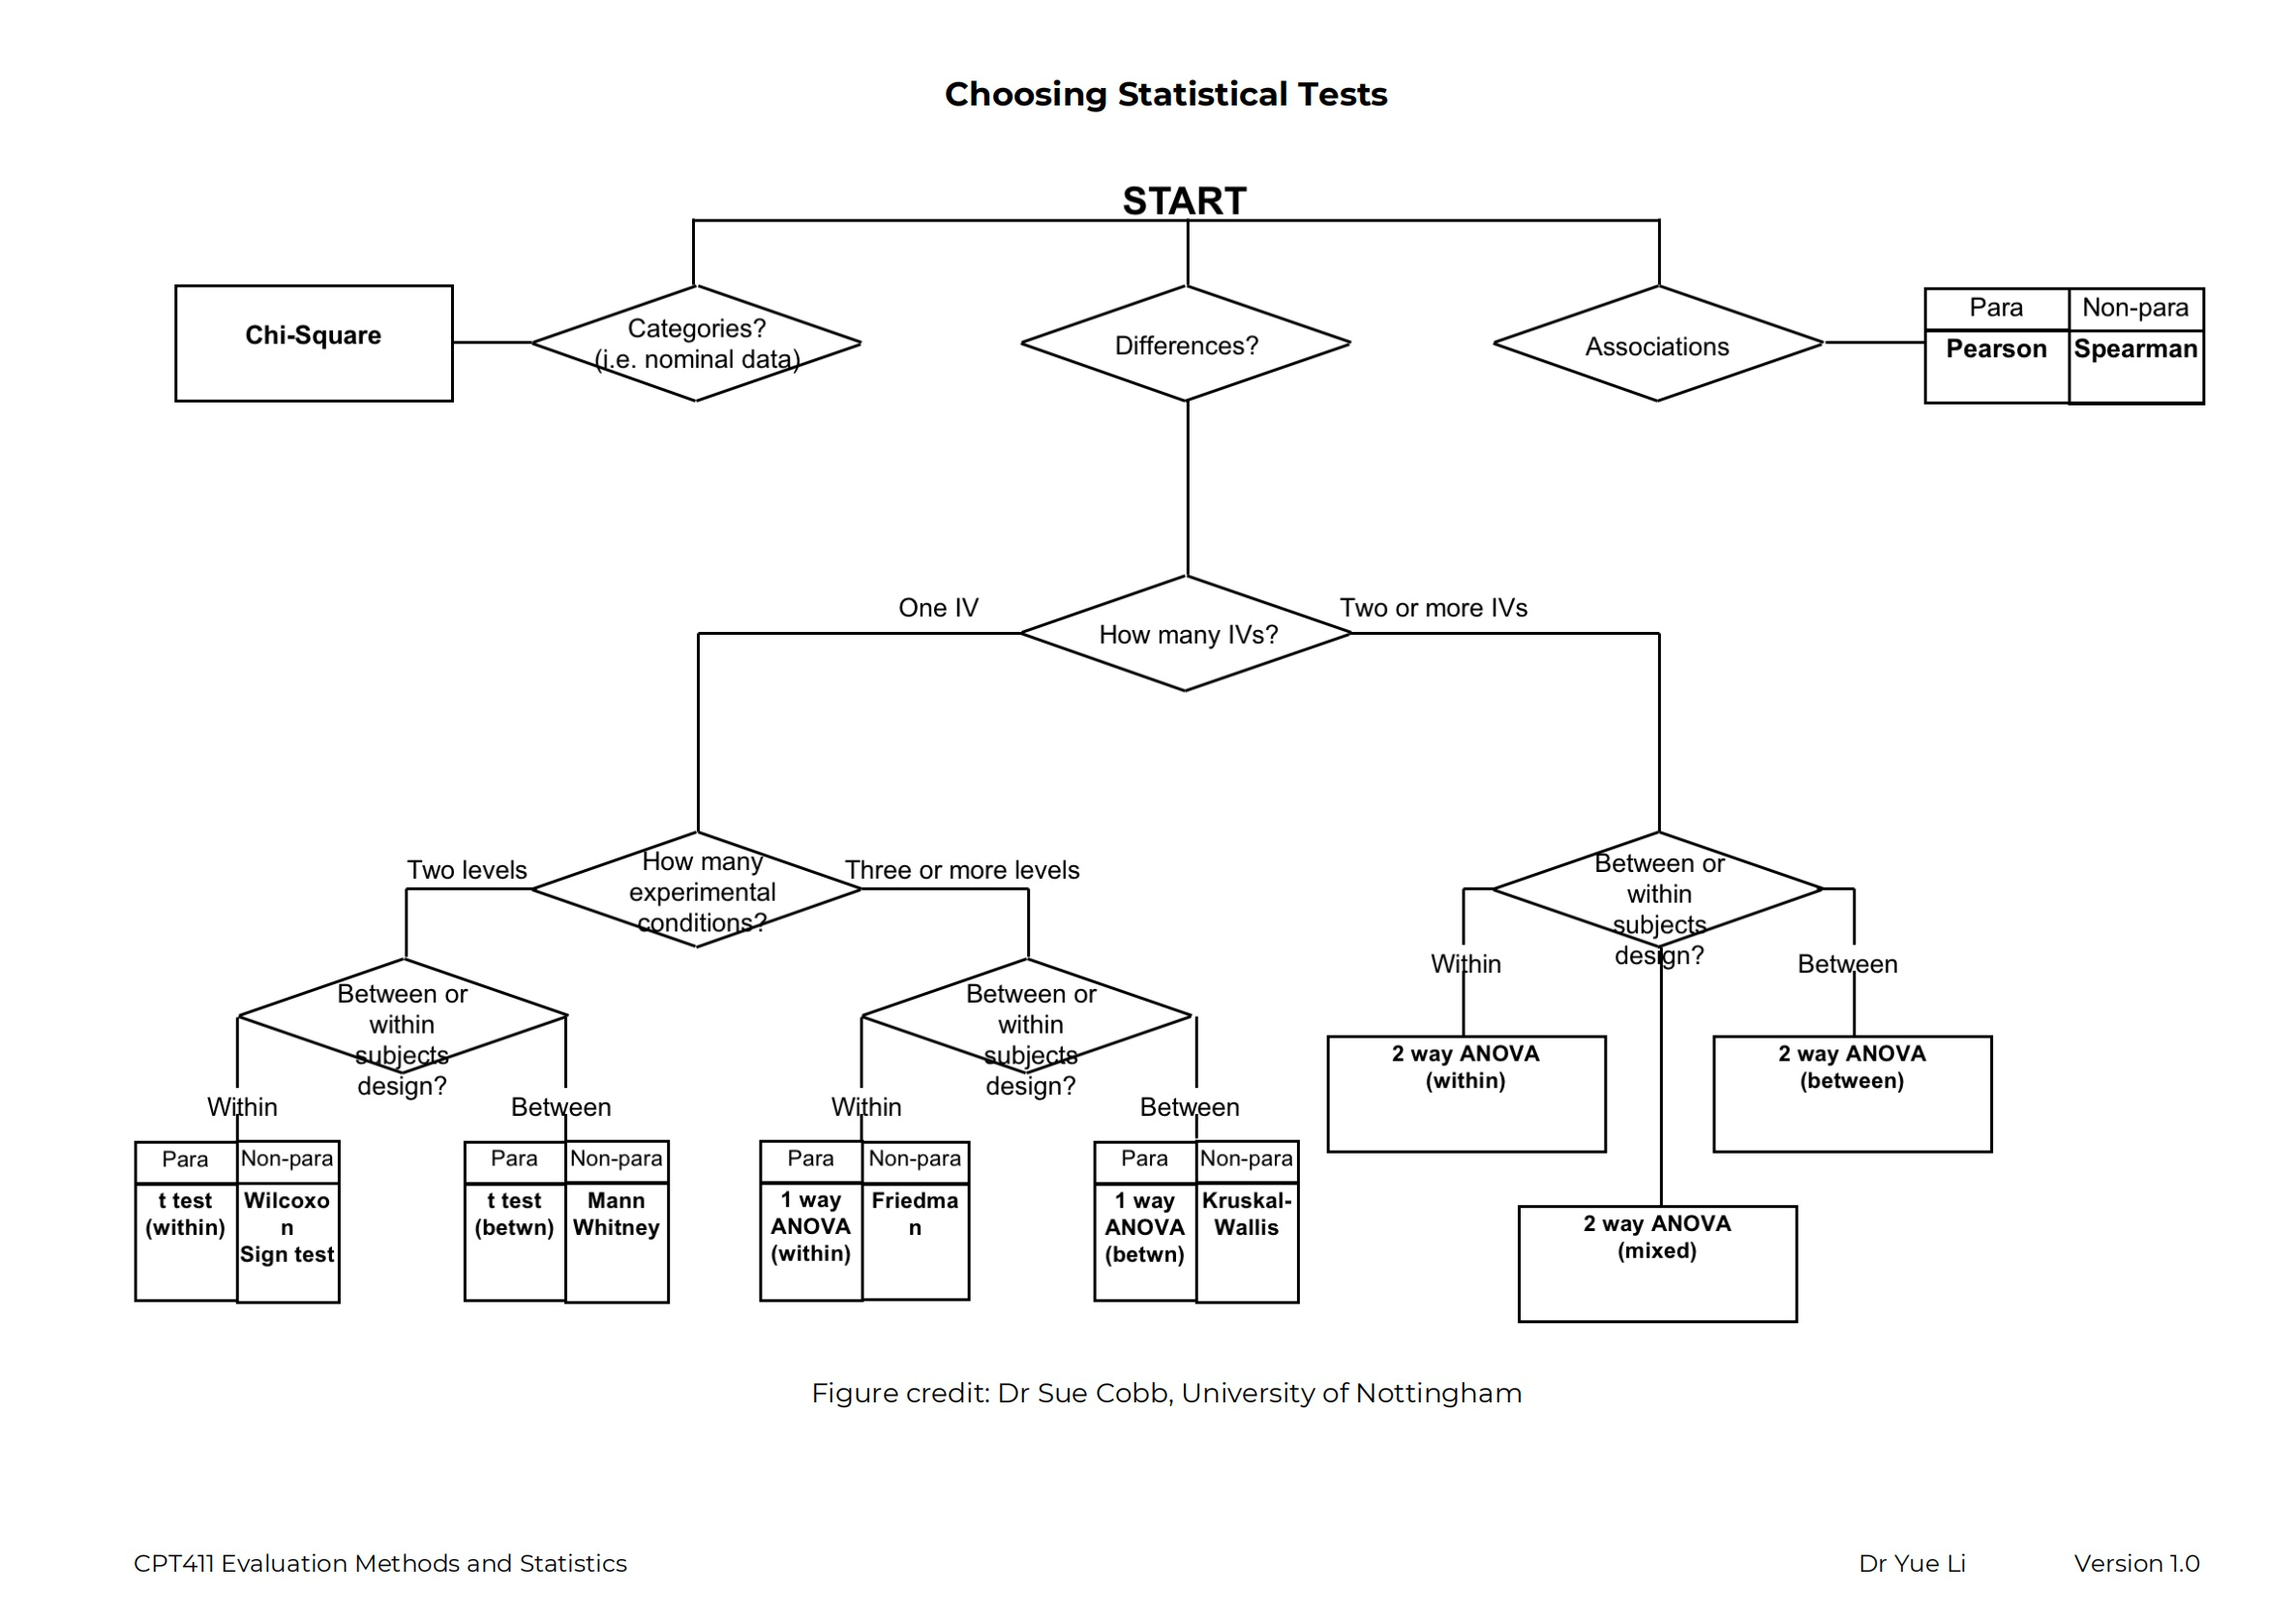 Choosing Statistical Tests
START
Chi-Square
Categories?
(i.e. nominal data)
Differences?
Associations
Para
Non-para
Pearson
Spearman
One IV
How many IVs?
Two or more IVs
Two levels
How many
experimental
conditions?
Three or more levels
Between or
within
subjects
design?
Within
Between
Between or
within
subjects
design?
Within
Between
Between or
within
subjects
design?
Within
Between
Para
Non-para
t test
(within)
Wilcoxo
n
Sign test
Para
Non-para
t test
(betwn)
Mann
Whitney
Para
Non-para
1 way
ANOVA
(within)
Friedma
n
Para
Non-para
1 way
ANOVA
(betwn)
Kruskal-
Wallis
2 way ANOVA
(within)
2 way ANOVA
(between)
2 way ANOVA
(mixed)
Figure credit: Dr Sue Cobb, University of Nottingham
CPT411 Evaluation Methods and Statistics
Dr Yue Li
Version 1.0